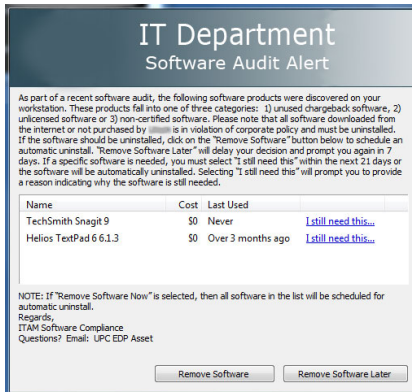 IT Department
Software Audit Alert
As part of a recent software audit, the following software products were discovered on your
workstation. These products fall into one of three categories: 1) unused chargeback software, 2)
unlicensed software or 3) non-certified software. Please note that all software downloaded from
the internet or not purchased by is in violation of corporate policy and must be uninstalled.
If the software should be uninstalled, click on the "Remove Software" button below to schedule an
automatic uninstall. "Remove Software Later" will delay your decision and prompt you again in 7
days. If a specific software is needed, you must select "I still need this" within the next 21 days or
the software will be automatically uninstalled. Selecting "I still need this" will prompt you to provide
a reason indicating why the software is still needed.
Name Cost Last Used
TechSmith Snagit 9 $0 Never I still need this...
Helios TextPad 6 6.1.3 $0 Over 3 months ago I still need this...
NOTE: If "Remove Software Now" is selected, then all software in the list will be scheduled for
automatic uninstall.
Regards,
ITAM Software Compliance
Questions? Email: UPC EDP Asset
Remove Software Remove Software Later